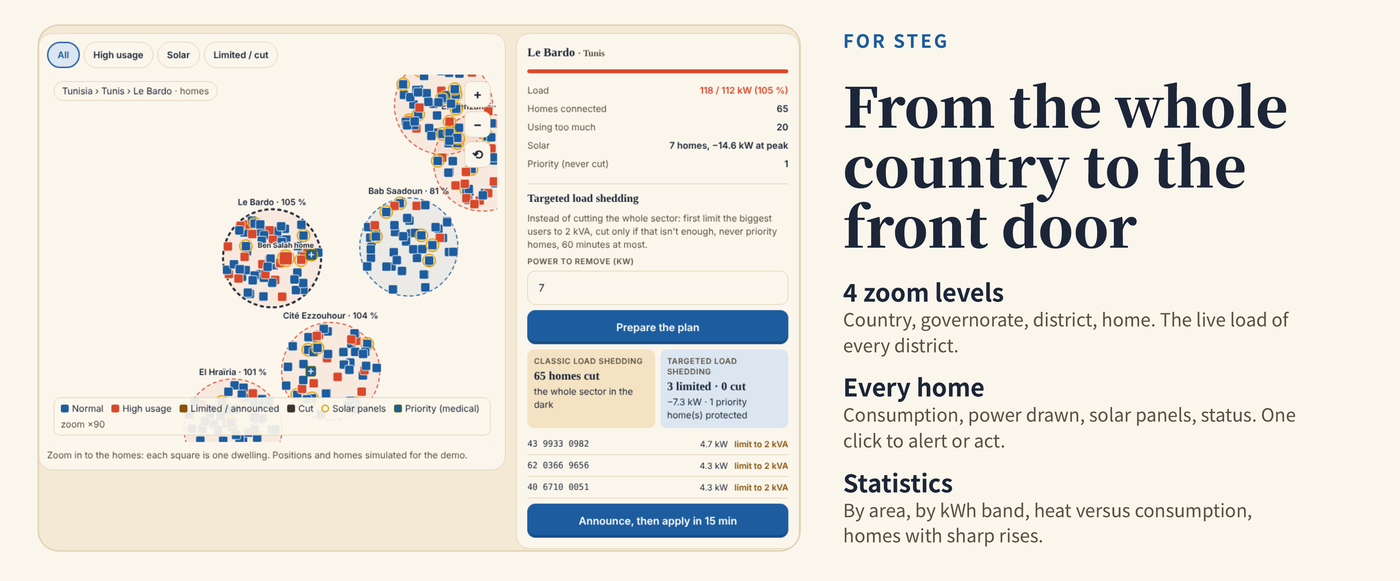 All
High usage
Solar
Limited / cut
Tunisia › Tunis › Le Bardo · homes
+
−
⟲
Bab Saadoun · 81 %
Le Bardo · 105 %
Ben Salah home
Cité Ezzouhour · 104 %
El Hraïria · 101 %
Normal
High usage
Limited / announced
Cut
Solar panels
Priority (medical)
zoom ×90
Zoom in to the homes: each square is one dwelling. Positions and homes simulated for the demo.
Le Bardo · Tunis
Load 118 / 112 kW (105 %)
Homes connected 65
Using too much 20
Solar 7 homes, −14.6 kW at peak
Priority (never cut) 1
Targeted load shedding
Instead of cutting the whole sector: first limit the biggest
users to 2 kVA, cut only if that isn't enough, never priority
homes, 60 minutes at most.
POWER TO REMOVE (KW)
7
Prepare the plan
CLASSIC LOAD SHEDDING
65 homes cut
the whole sector in the
dark
TARGETED LOAD
SHEDDING
3 limited · 0 cut
−7.3 kW · 1 priority
home(s) protected
43 9933 0982 4.7 kW limit to 2 kVA
62 0366 9656 4.3 kW limit to 2 kVA
40 6710 0051 4.3 kW limit to 2 kVA
Announce, then apply in 15 min
FOR STEG
From the whole
country to the
front door
4 zoom levels
Country, governorate, district, home. The live load of
every district.
Every home
Consumption, power drawn, solar panels, status. One
click to alert or act.
Statistics
By area, by kWh band, heat versus consumption,
homes with sharp rises.